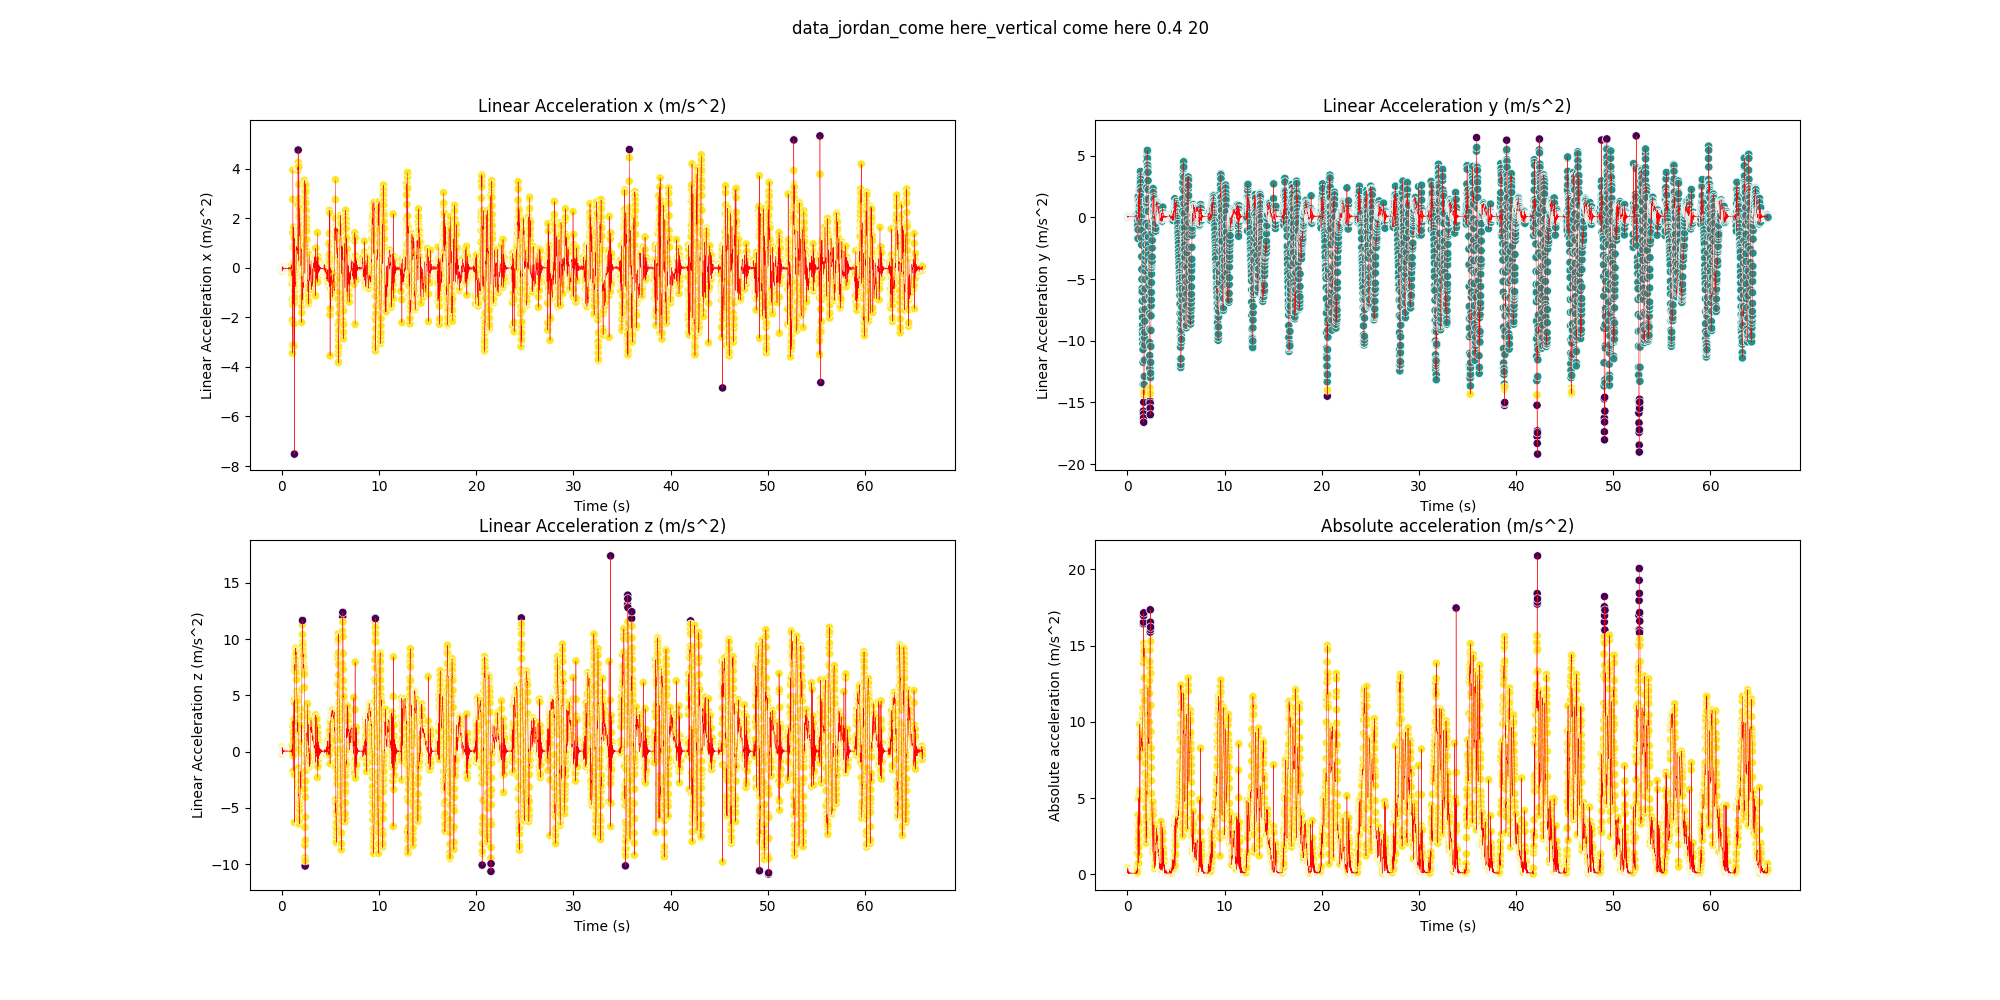 data_jordan_come here_vertical come here 0.4 20
Linear Acceleration x (m/s^2)
Linear Acceleration x (m/s^2)
4
2
0
−2
−4
−6
−8
0 10 20 30 40 50 60
Time (s)
Linear Acceleration y (m/s^2)
Linear Acceleration y (m/s^2)
5
0
−5
−10
−15
−20
0 10 20 30 40 50 60
Time (s)
Linear Acceleration z (m/s^2)
Linear Acceleration z (m/s^2)
15
10
5
0
−5
−10
0 10 20 30 40 50 60
Time (s)
Absolute acceleration (m/s^2)
Absolute acceleration (m/s^2)
20
15
10
5
0
0 10 20 30 40 50 60
Time (s)